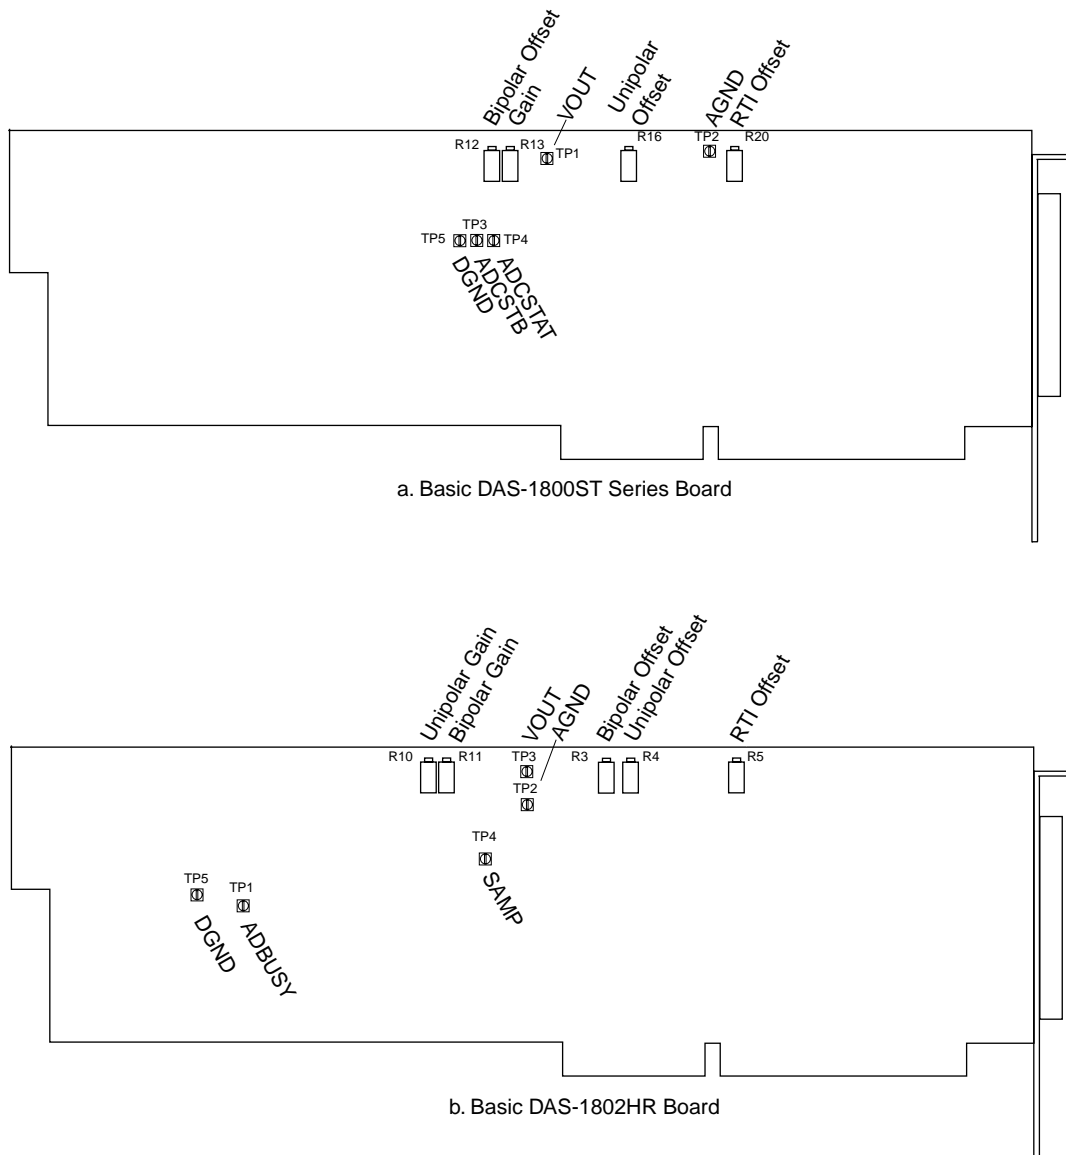 Bipolar Offset
Gain
VOUT
Unipolar
Offset
AGND
RTI Offset
R12
R13
TP1
R16
TP2
R20
TP5
TP3
TP4
DGND
ADCSTB
ADCSTAT
a. Basic DAS-1800ST Series Board
Unipolar Gain
Bipolar Gain
VOUT
AGND
Bipolar Offset
Unipolar Offset
RTI Offset
R10
R11
TP3
R3
R4
R5
TP2
TP4
SAMP
TP5
TP1
DGND
ADBUSY
b. Basic DAS-1802HR Board